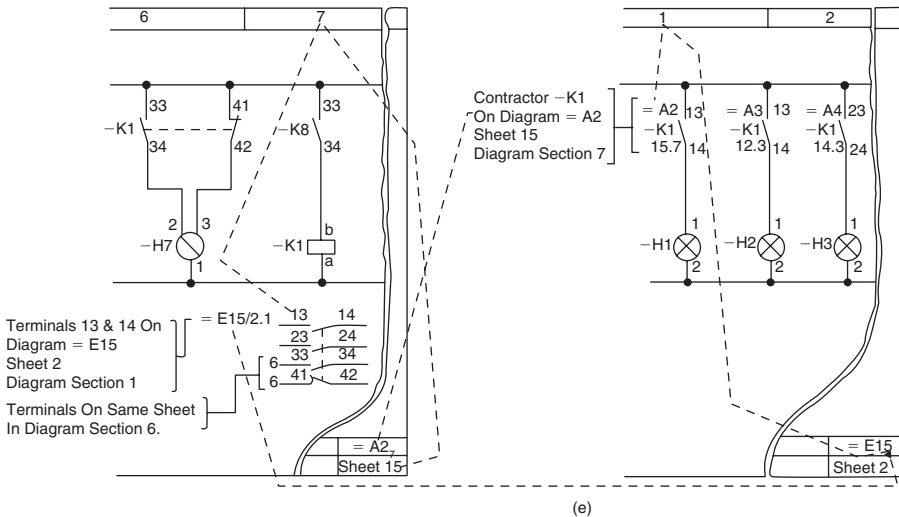 6 7
33 41 33
−K1 −K8
34 42 34
2 3 b
−H7 −K1
1 a
Terminals 13 & 14 On
Diagram = E15
Sheet 2
Diagram Section 1
= E15/2.1
13 14
23 24
6 33 34
6 41 42
Terminals On Same Sheet
In Diagram Section 6.
= A2
7
Sheet 15
Contractor −K1
On Diagram = A2
Sheet 15
Diagram Section 7
1 2
= A2 13 = A3 13 = A4 23
−K1 −K1 −K1
15.7 14 12.3 14 14.3 24
1 1 1
−H1 −H2 −H3
2 2 2
= E15
Sheet 2
(e)